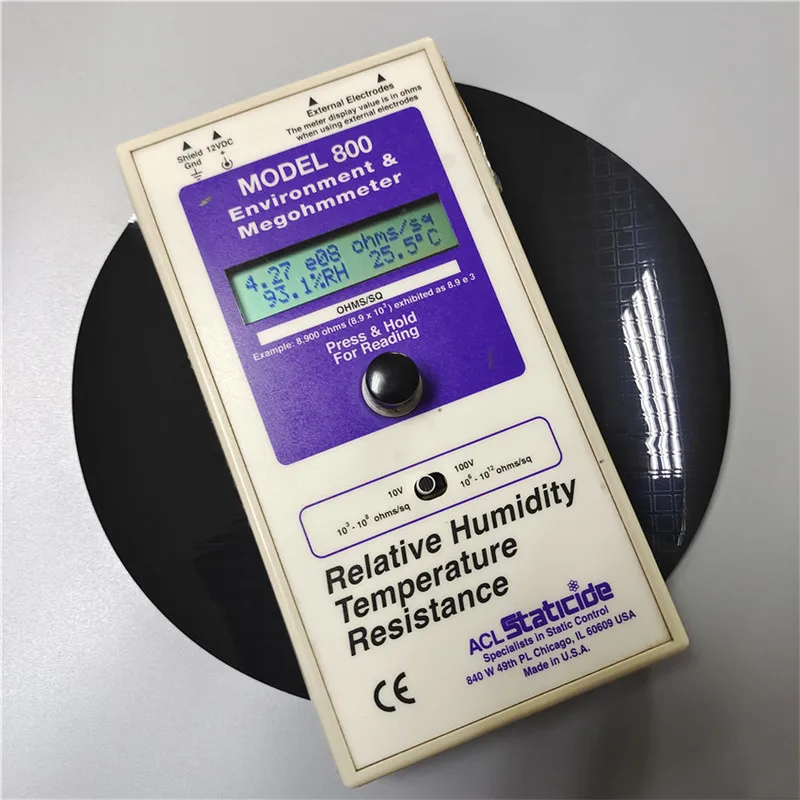 External Electrodes
The meter display value is in ohms
when using external electrodes
Shield 12VDC
Gnd
MODEL 800
Environment &
Megohmmeter
4.27 e08 ohms/sq
93.1%RH 25.5°C
OHMS/SQ
Example: 8.900 ohms (8.9 x 10³) exhibited as 8.9 e 3
Press & Hold
For Reading
10V 100V
10³ - 10⁸ ohms/sq 10⁶ - 10¹² ohms/sq
Relative Humidity
Temperature
Resistance
ACL Staticide
Specialists in Static Control
840 W 49th PL Chicago, IL 60609 USA
Made in U.S.A.
CE